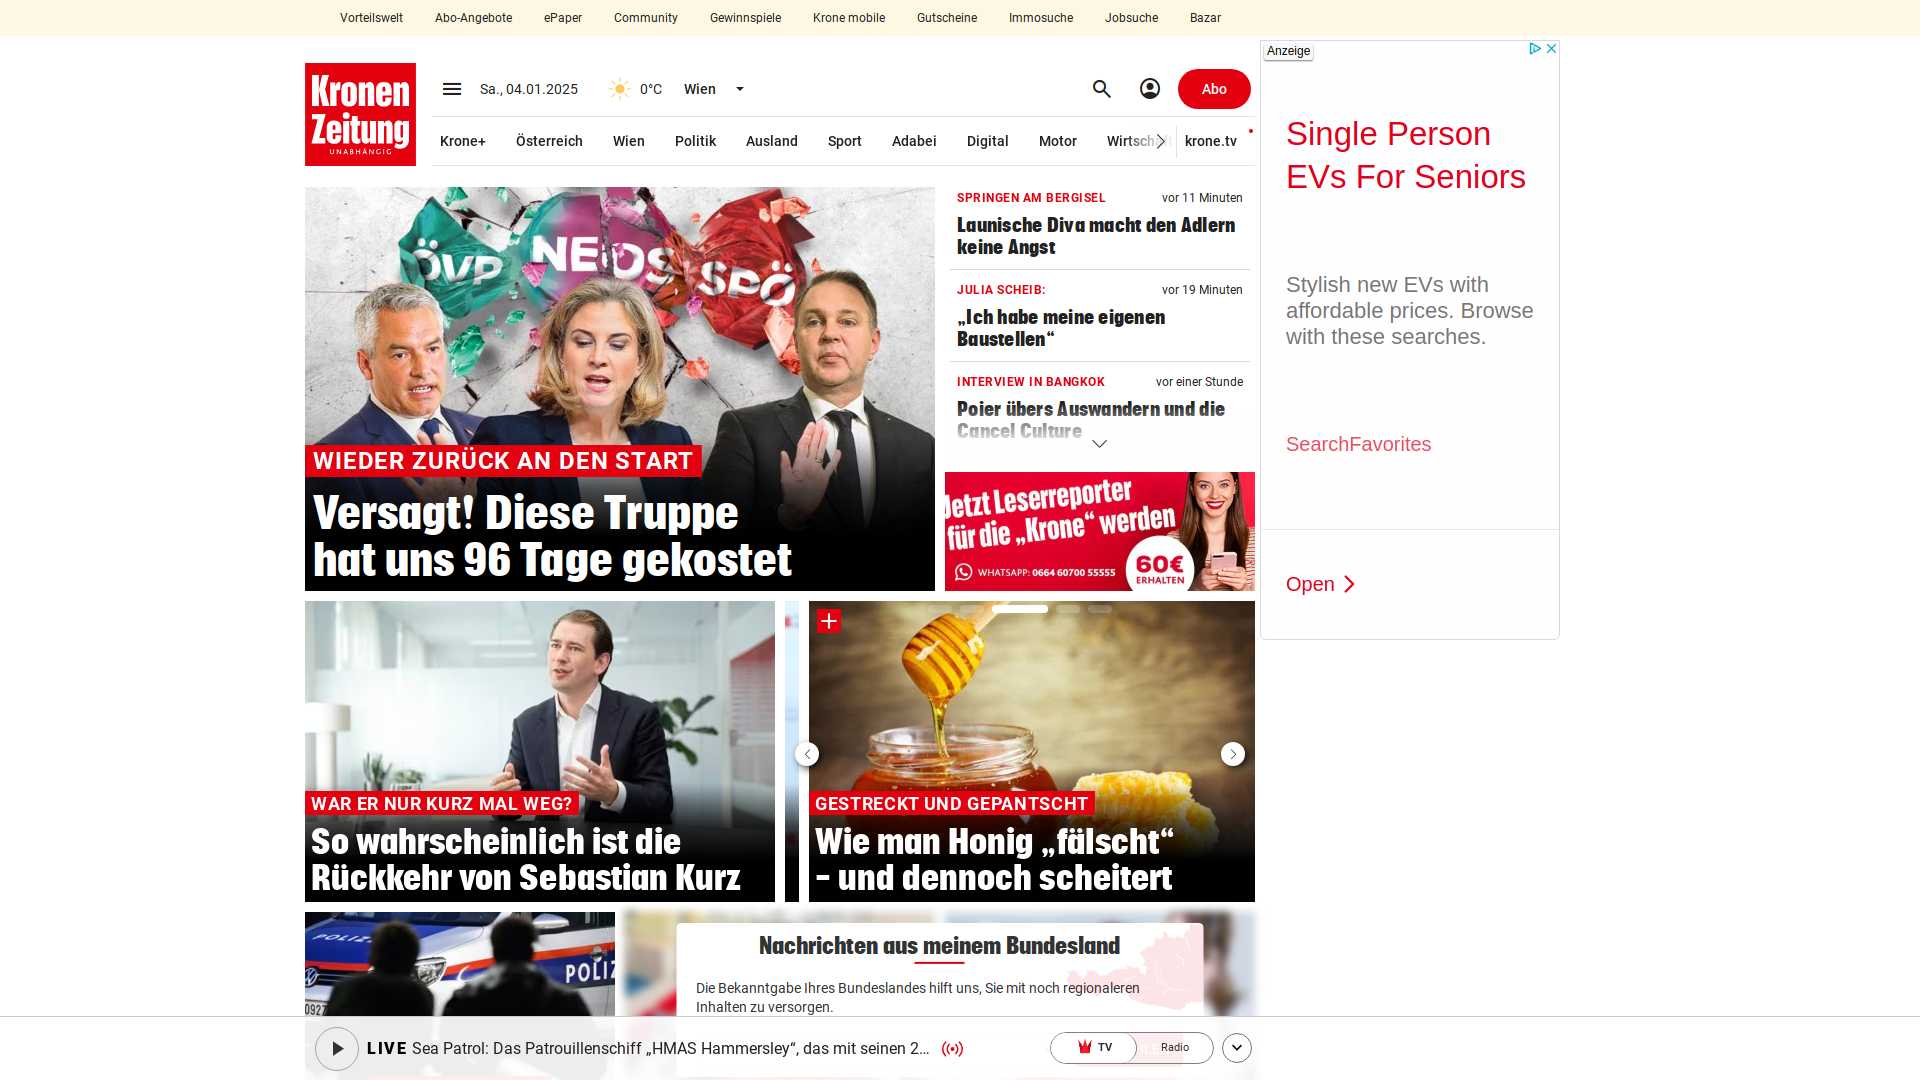 Vorteilswelt
Abo-Angebote
ePaper
Community
Gewinnspiele
Krone mobile
Gutscheine
Immosuche
Jobsuche
Bazar
Kronen
Zeitung
UNABHÄNGIG
Sa., 04.01.2025
0°C
Wien
Abo
Krone+
Österreich
Wien
Politik
Ausland
Sport
Adabei
Digital
Motor
Wirtschaft
krone.tv
ÖVP
NEOS
SPÖ
WIEDER ZURÜCK AN DEN START
Versagt! Diese Truppe
hat uns 96 Tage gekostet
SPRINGEN AM BERGISEL
vor 11 Minuten
Launische Diva macht den Adlern
keine Angst
JULIA SCHEIB:
vor 19 Minuten
„Ich habe meine eigenen
Baustellen“
INTERVIEW IN BANGKOK
vor einer Stunde
Poier übers Auswandern und die
Cancel Culture
Jetzt Leserreporter
für die „Krone“ werden
WHATSAPP: 0664 60700 55555
60€
ERHALTEN
Anzeige
Single Person
EVs For Seniors
Stylish new EVs with
affordable prices. Browse
with these searches.
SearchFavorites
Open
WAR ER NUR KURZ MAL WEG?
So wahrscheinlich ist die
Rückkehr von Sebastian Kurz
GESTRECKT UND GEPANTSCHT
Wie man Honig „fälscht“
– und dennoch scheitert
POLIZ
POLIZ
0927
Nachrichten aus meinem Bundesland
Die Bekanntgabe Ihres Bundeslandes hilft uns, Sie mit noch regionaleren
Inhalten zu versorgen.
LIVE Sea Patrol: Das Patrouillenschiff „HMAS Hammersley“, das mit seinen 2...
TV
Radio